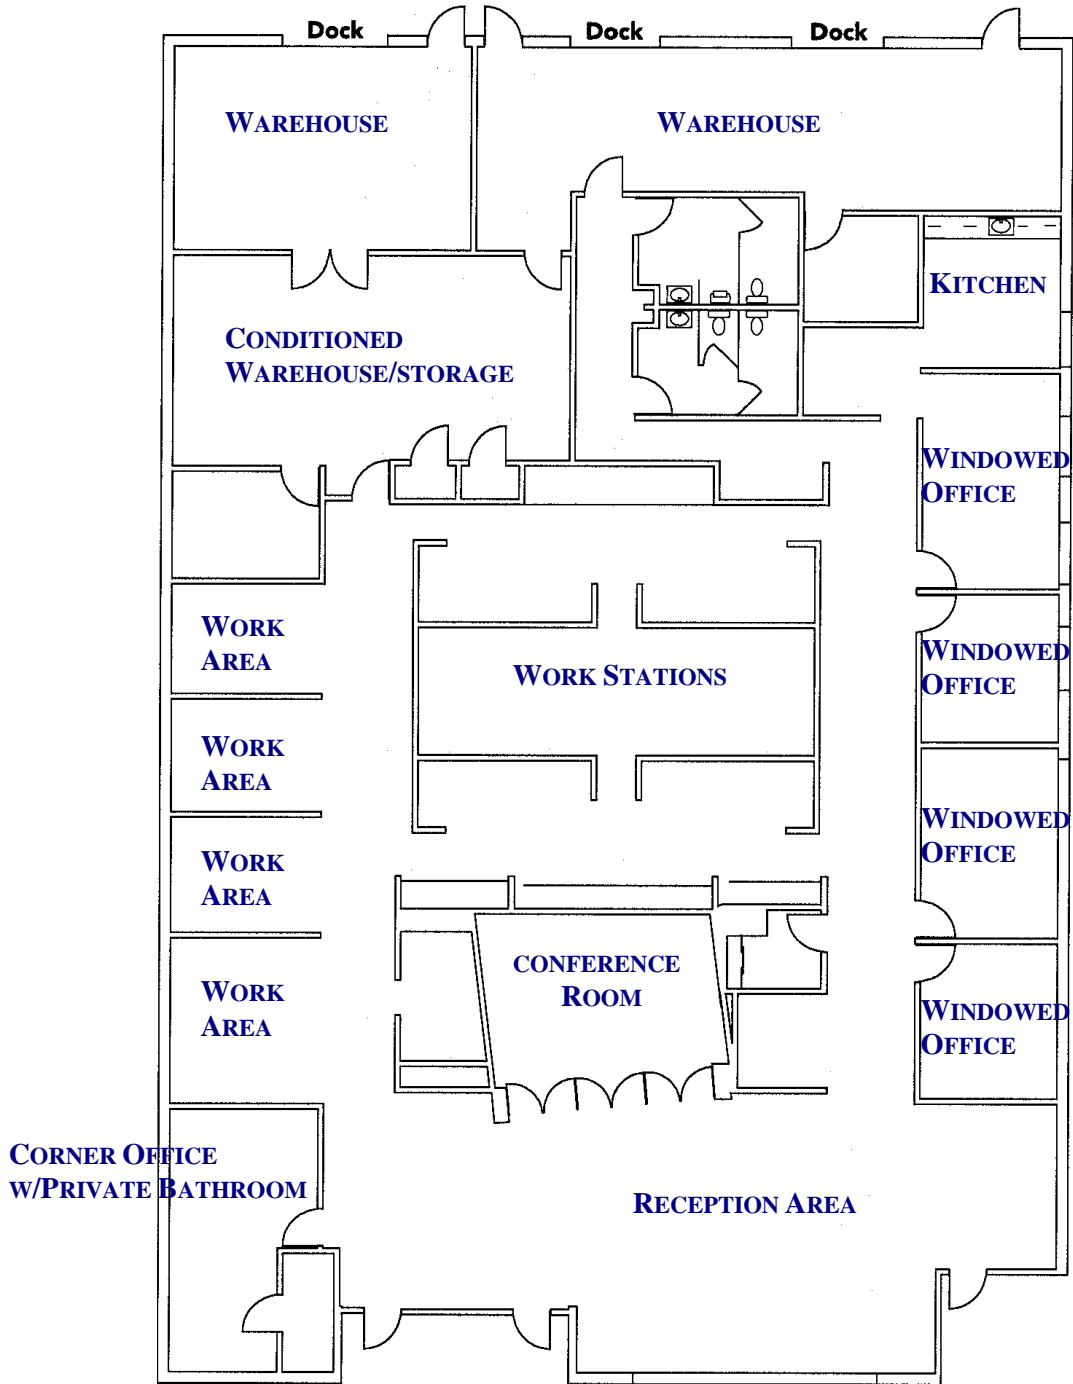 Dock
Dock
Dock
WAREHOUSE
WAREHOUSE
KITCHEN
CONDITIONED
WAREHOUSE/STORAGE
WINDOWED
OFFICE
WORK
AREA
WORK STATIONS
WINDOWED
OFFICE
WORK
AREA
WINDOWED
OFFICE
WORK
AREA
CONFERENCE
ROOM
WORK
AREA
WINDOWED
OFFICE
CORNER OFFICE
W/PRIVATE BATHROOM
RECEPTION AREA